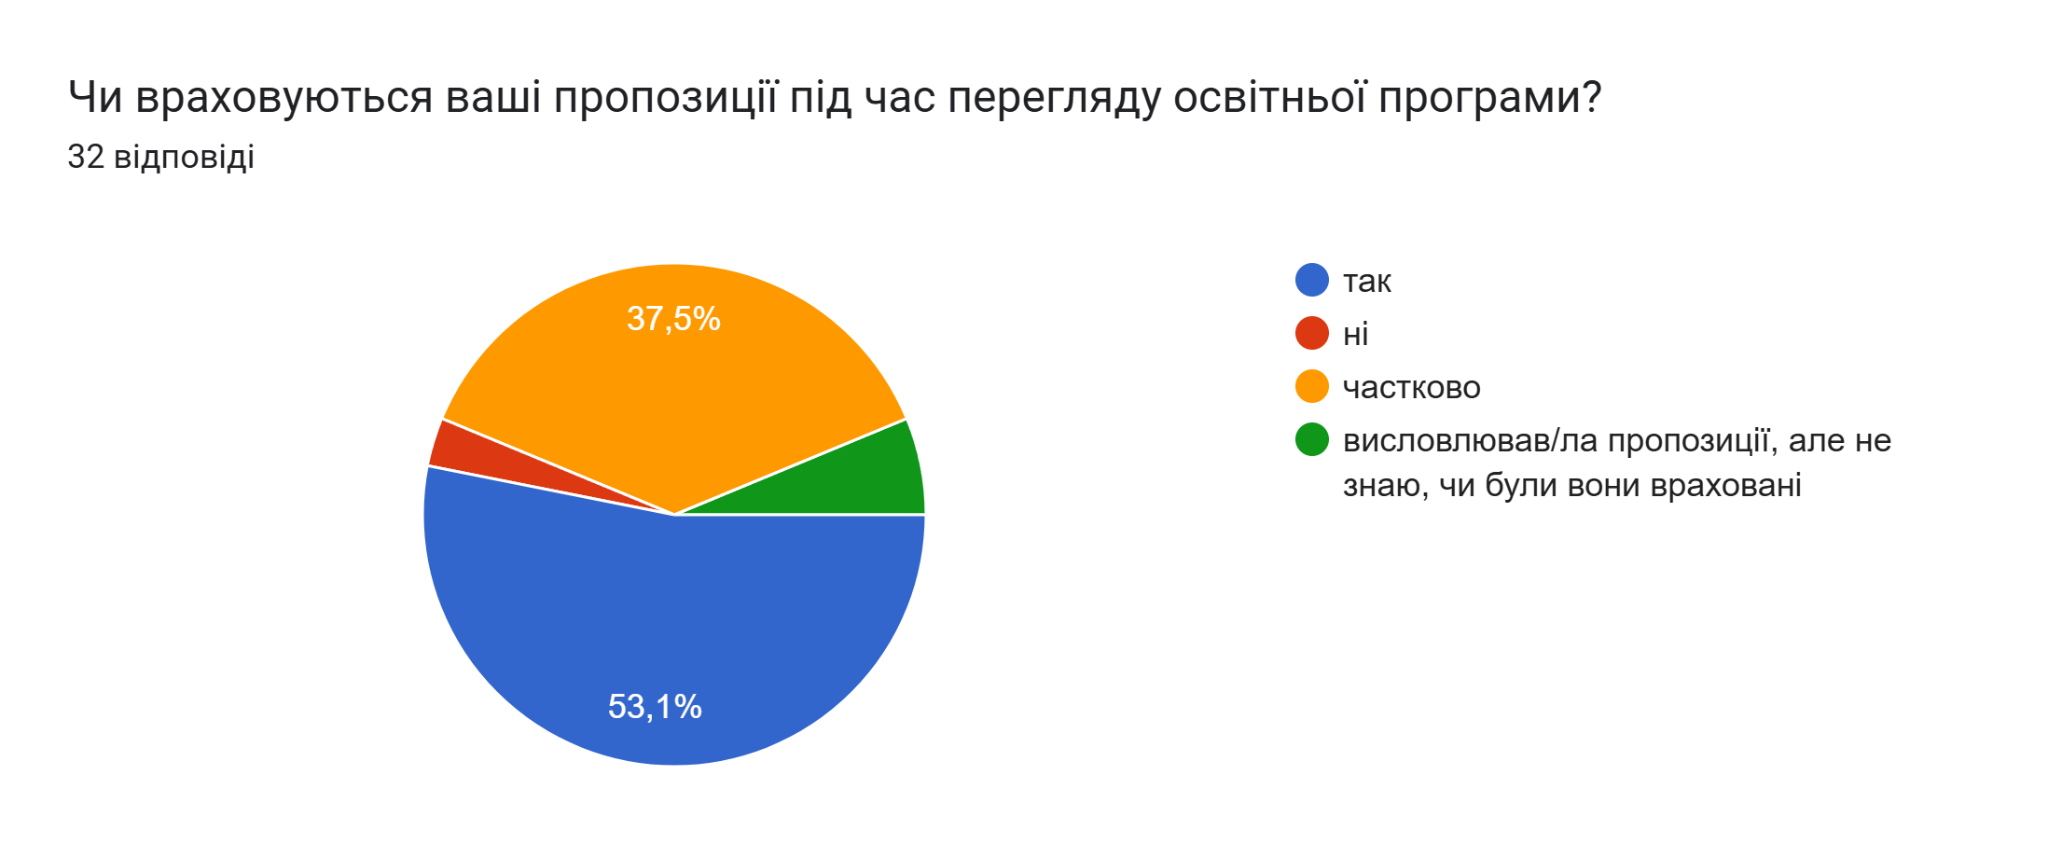 Чи враховуються ваші пропозиції під час перегляду освітньої програми?
32 відповіді
37,5%
53,1%
так
ні
частково
висловлював/ла пропозиції, але не
знаю, чи були вони враховані